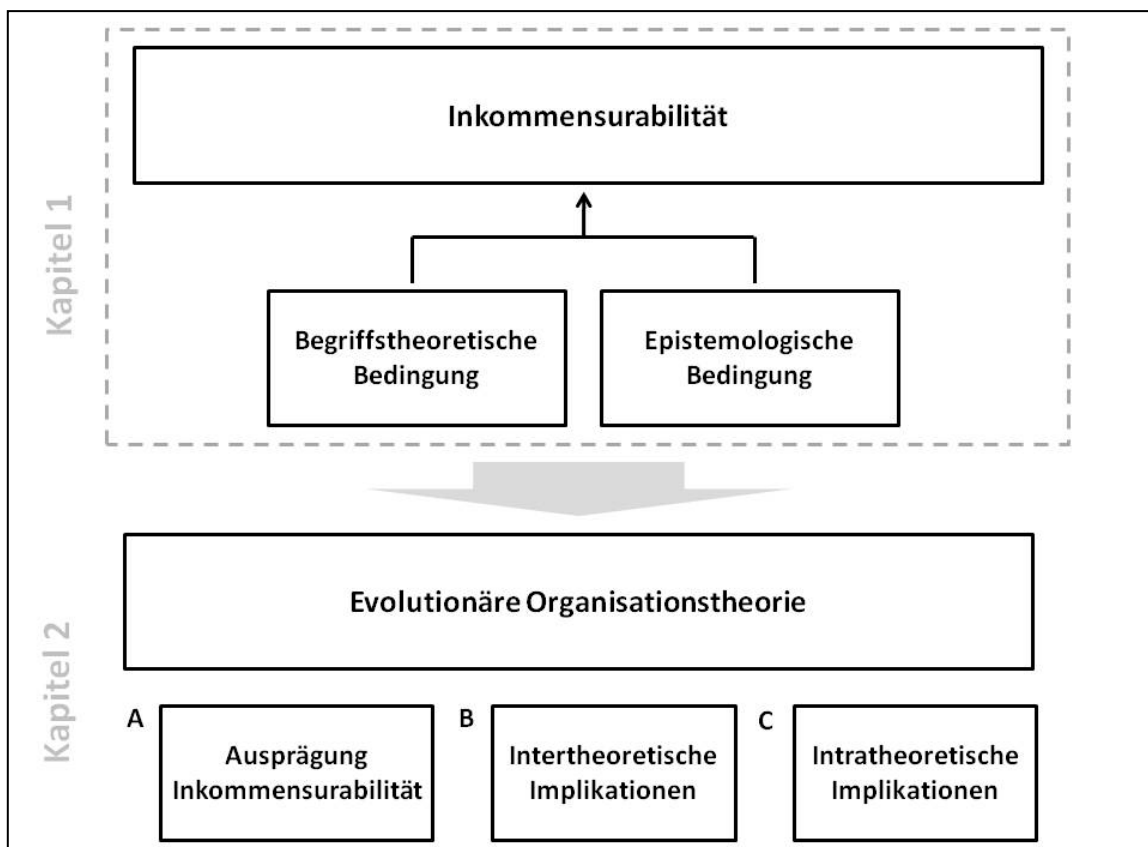 Kapitel 1
Inkommensurabilität
Begriffstheoretische
Bedingung
Epistemologische
Bedingung
Kapitel 2
Evolutionäre Organisationstheorie
A
Ausprägung
Inkommensurabilität
B
Intertheoretische
Implikationen
C
Intratheoretische
Implikationen